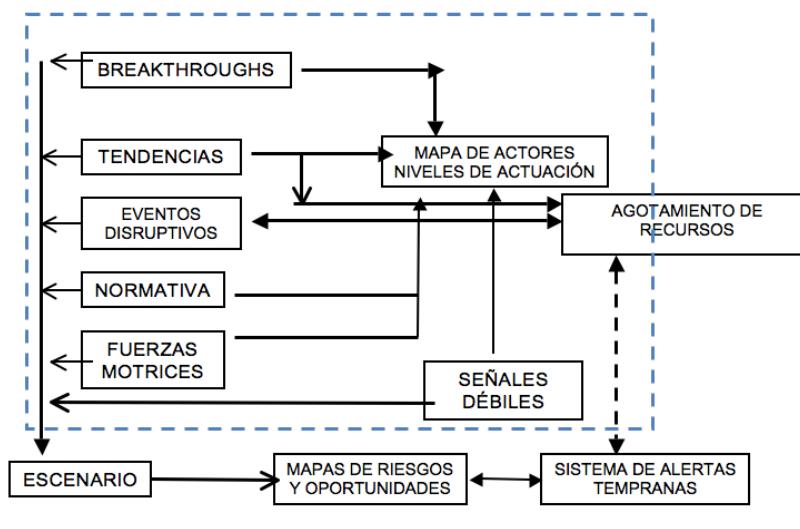 BREAKTHROUGHS
TENDENCIAS
MAPA DE ACTORES
NIVELES DE ACTUACIÓN
EVENTOS
DISRUPTIVOS
AGOTAMIENTO DE
RECURSOS
NORMATIVA
FUERZAS
MOTRICES
SEÑALES
DÉBILES
ESCENARIO
MAPAS DE RIESGOS
Y OPORTUNIDADES
SISTEMA DE ALERTAS
TEMPRANAS